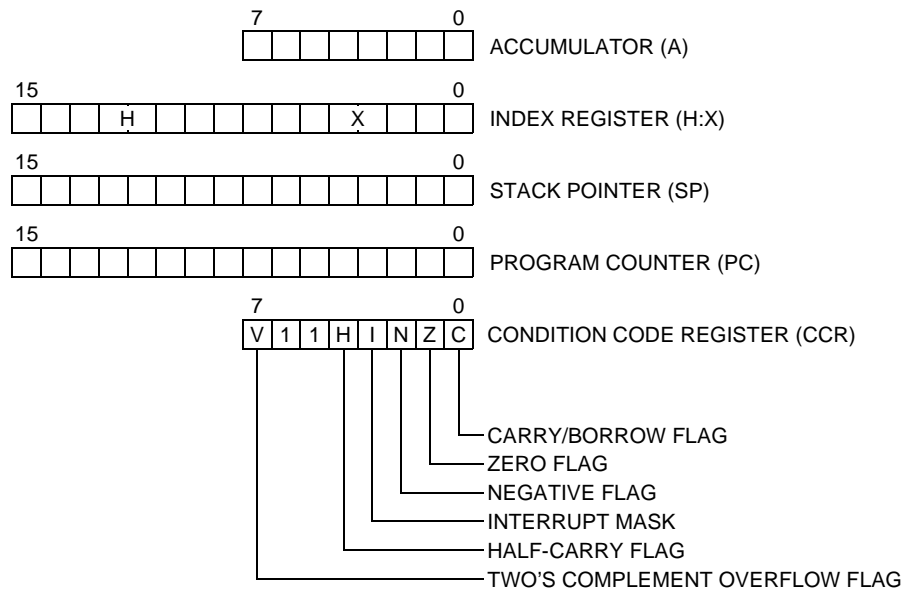 7 0
ACCUMULATOR (A)
15 0
H X INDEX REGISTER (H:X)
15 0
STACK POINTER (SP)
15 0
PROGRAM COUNTER (PC)
7 0
V 1 1 H I N Z C CONDITION CODE REGISTER (CCR)
CARRY/BORROW FLAG
ZERO FLAG
NEGATIVE FLAG
INTERRUPT MASK
HALF-CARRY FLAG
TWO'S COMPLEMENT OVERFLOW FLAG